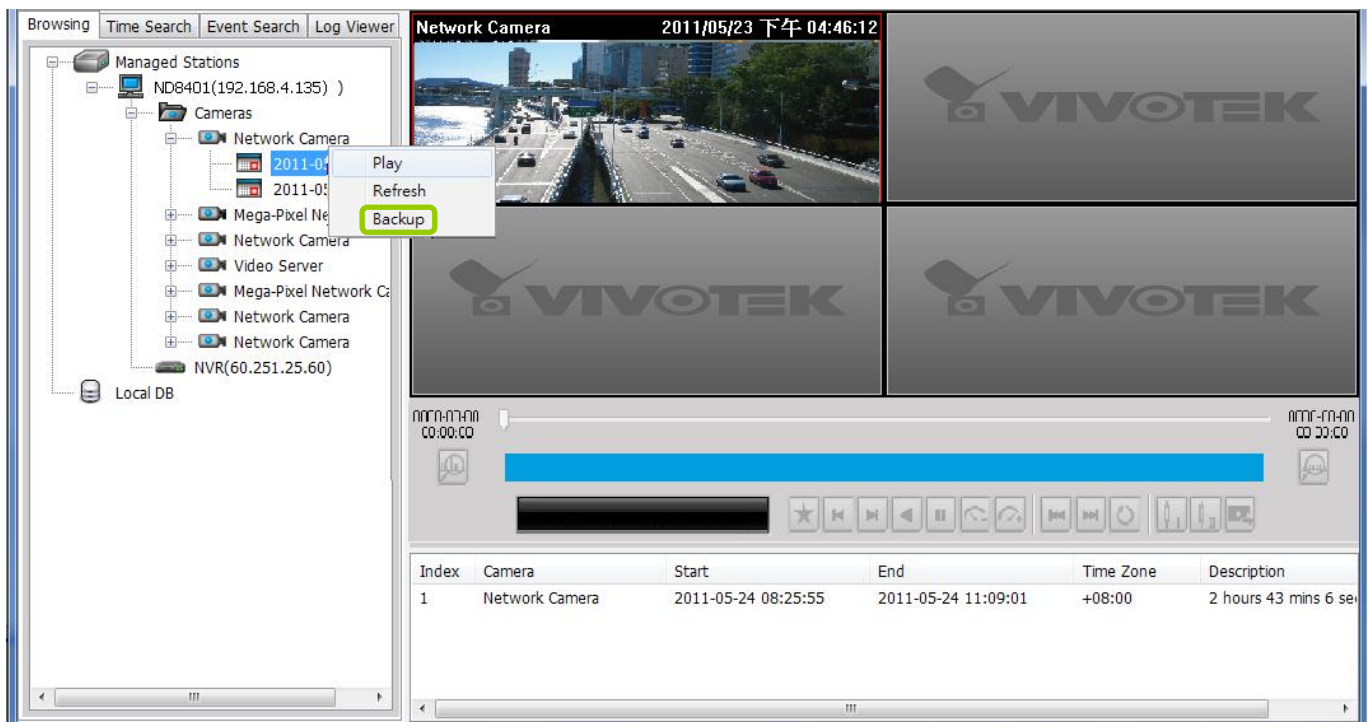 Browsing Time Search Event Search Log Viewer
Managed Stations
ND8401(192.168.4.135) )
Cameras
Network Camera
2011-0
2011-05
Mega-Pixel Ne
Network Camera
Video Server
Mega-Pixel Network Ca
Network Camera
Network Camera
NVR(60.251.25.60)
Local DB
Play
Refresh
Backup
Network Camera 2011/05/23 下午 04:46:12
VIVOTEK
VIVOTEK
VIVOTEK
Index Camera Start End Time Zone Description
1 Network Camera 2011-05-24 08:25:55 2011-05-24 11:09:01 +08:00 2 hours 43 mins 6 se